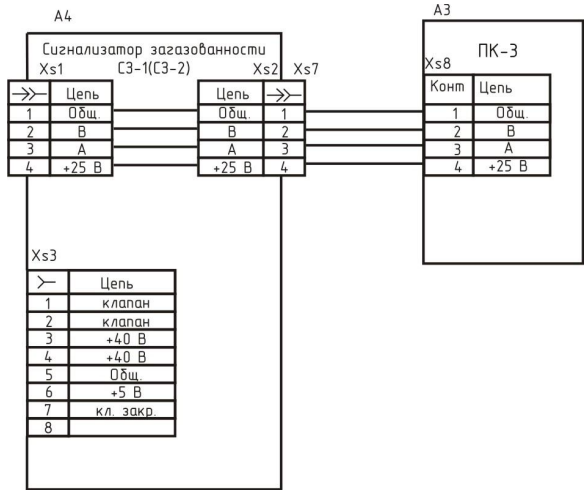 A4
A3
Сигнализатор загазованности
СЗ-1(СЗ-2)
ПК-3
Xs1
Xs2 Xs7
Xs8
Цепь
Цепь
Конт Цепь
1 Общ.
Общ. 1
1 Общ.
2 В
В 2
2 В
3 А
А 3
3 А
4 +25 В
+25 В 4
4 +25 В
Xs3
Цепь
1 клапан
2 клапан
3 +40 В
4 +40 В
5 Общ.
6 +5 В
7 кл. закр.
8